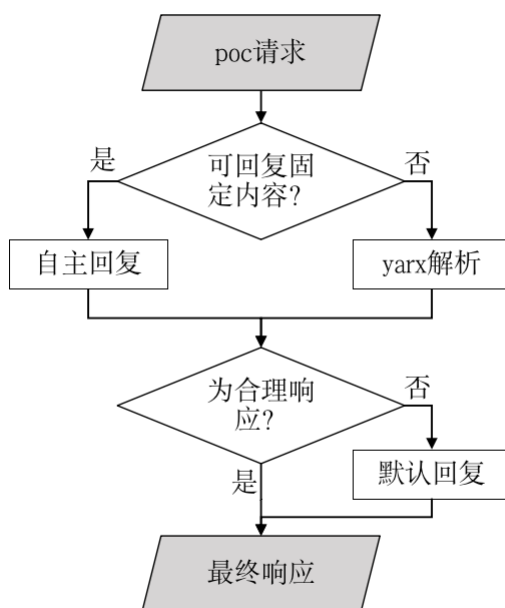 poc请求
是
可回复固
定内容?
否
自主回复
yarx解析
为合理响
应?
否
是
默认回复
最终响应